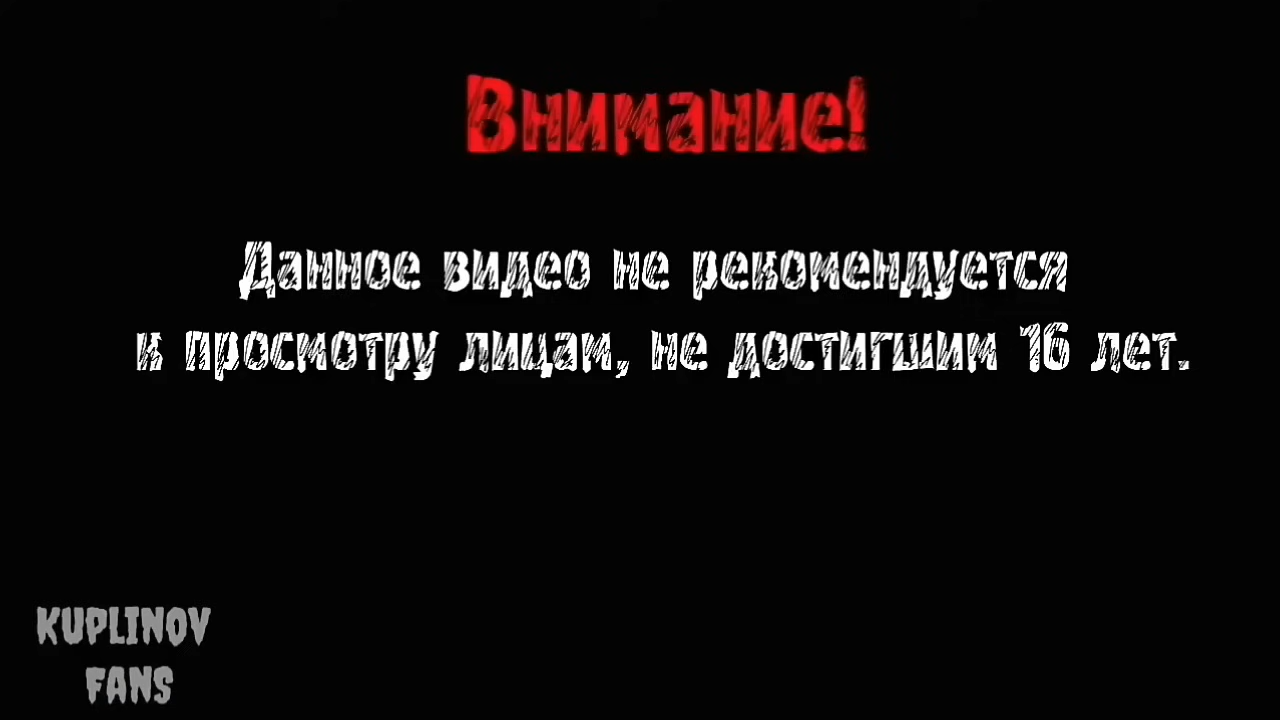 Внимание!
Данное видео не рекомендуется
к просмотру лицам, не достигшим 16 лет.
KUPLINOV
FANS